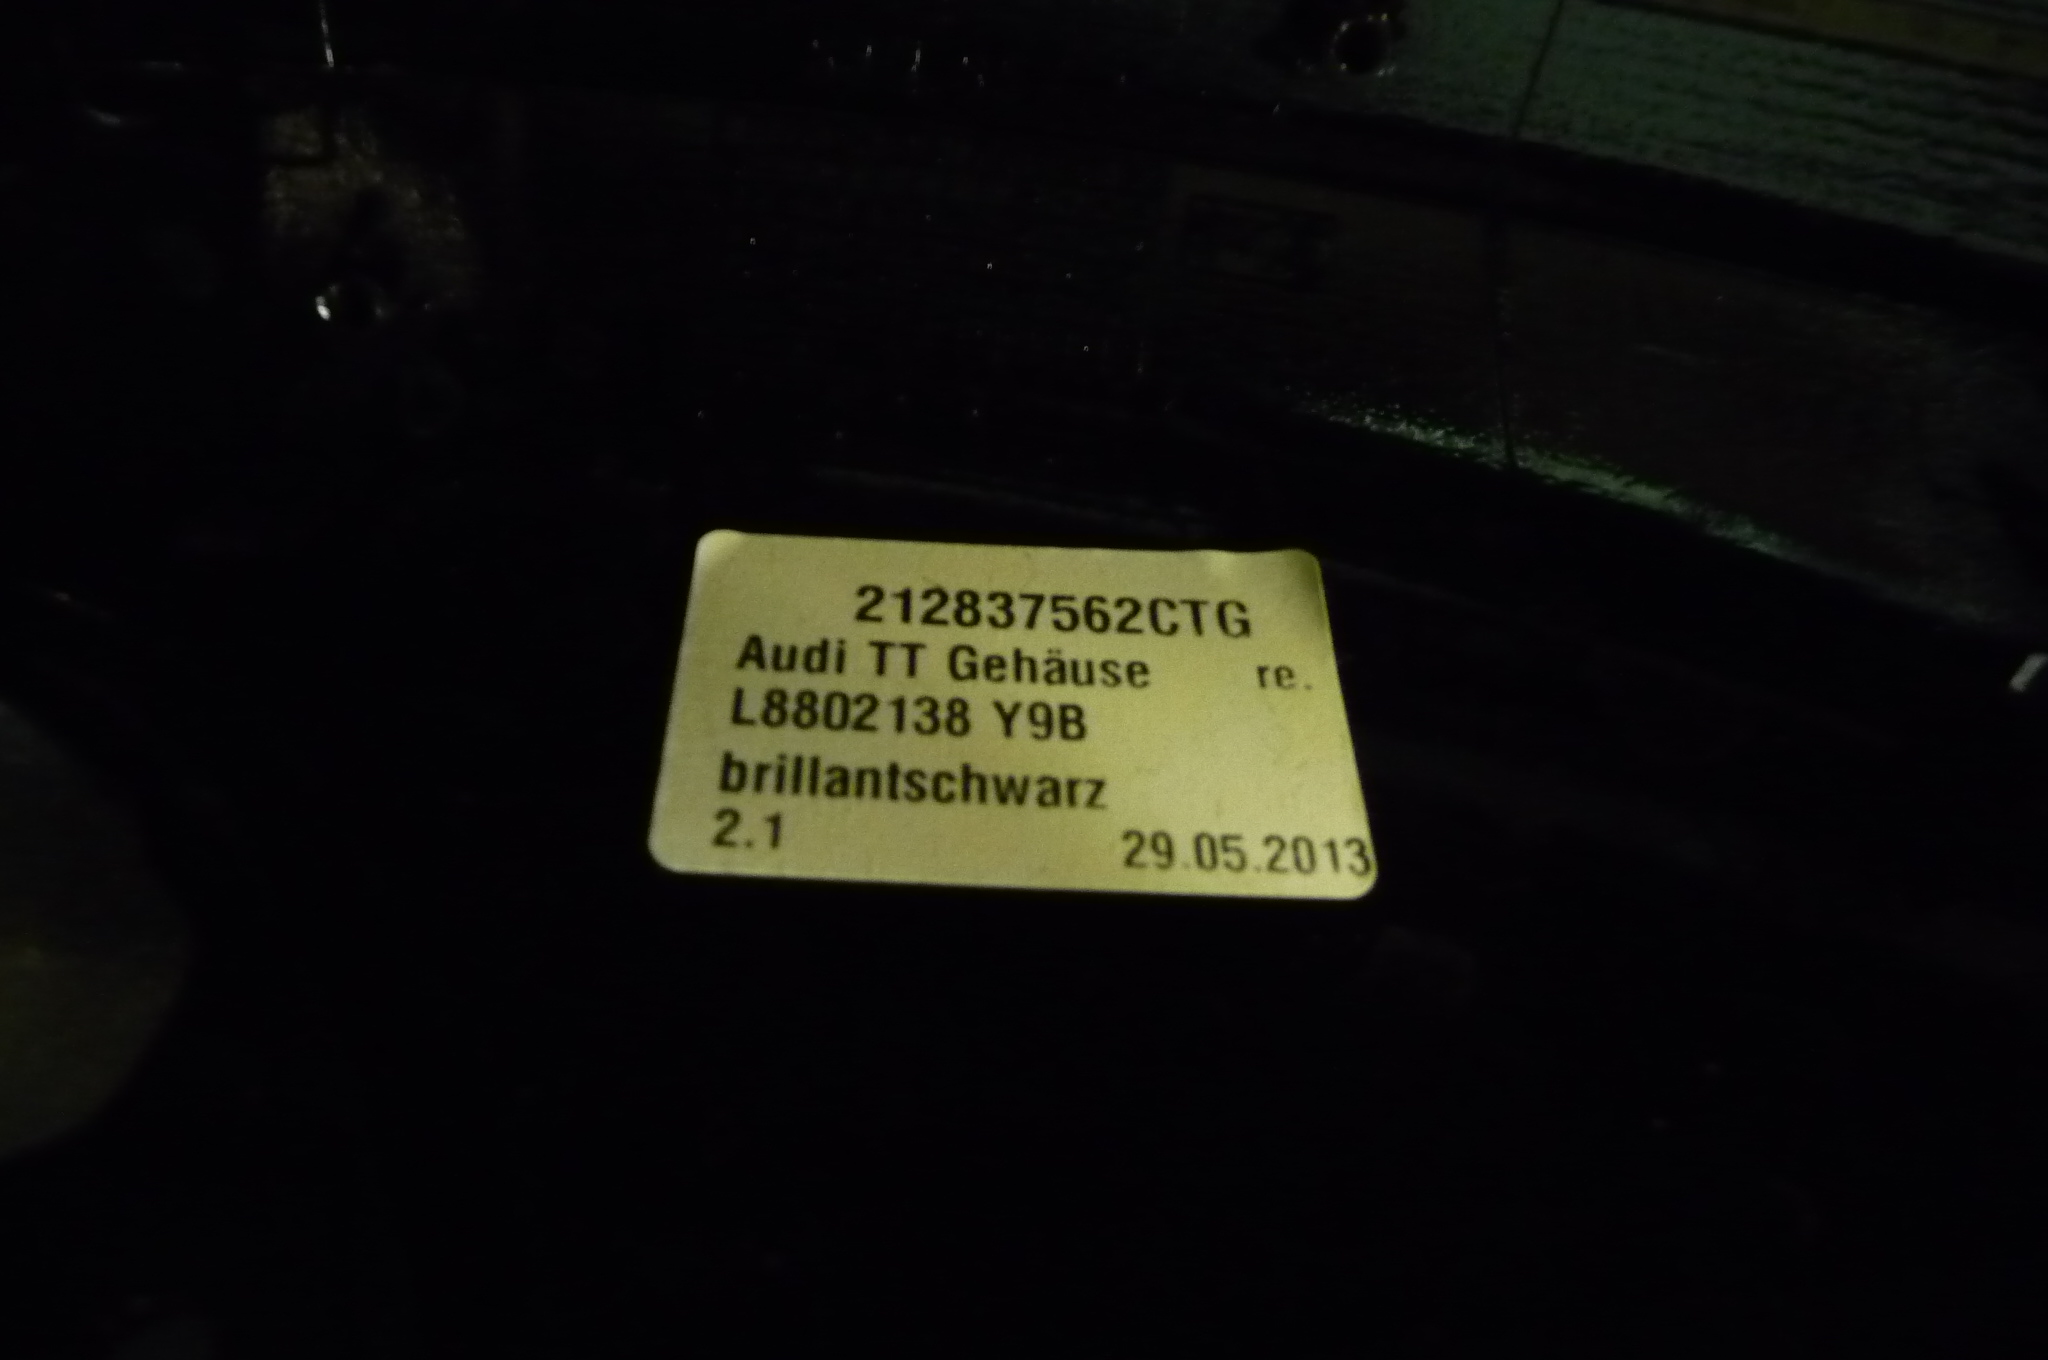 212837562CTG
Audi TT Gehäuse re.
L8802138 Y9B
brillantschwarz
2.1 29.05.2013